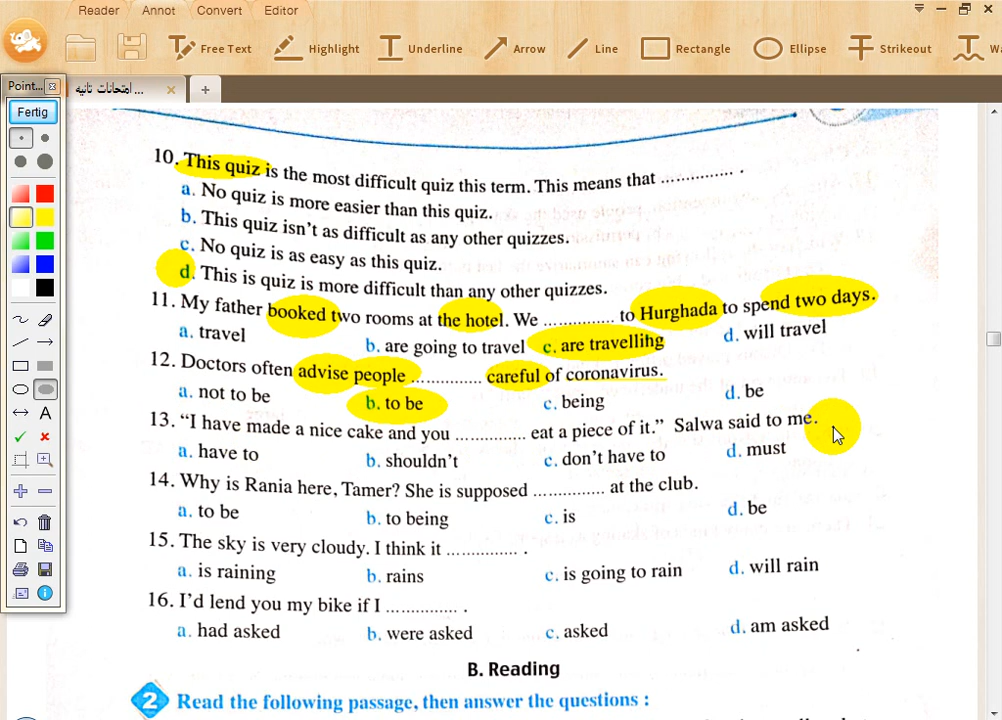 Reader Annot Convert Editor
Free Text Highlight Underline Arrow Line Rectangle Ellipse Strikeout
Point...
امتحانات تانيه ...
Fertig
10. This quiz is the most difficult quiz this term. This means that .............. .
a. No quiz is more easier than this quiz.
b. This quiz isn't as difficult as any other quizzes.
c. No quiz is as easy as this quiz.
d. This is quiz is more difficult than any other quizzes.
11. My father booked two rooms at the hotel. We .............. to Hurghada to spend two days.
a. travel b. are going to travel c. are travellihg d. will travel
12. Doctors often advise people .............. careful of coronavirus.
a. not to be b. to be c. being d. be
13. “I have made a nice cake and you .............. eat a piece of it.” Salwa said to me.
a. have to b. shouldn't c. don't have to d. must
14. Why is Rania here, Tamer? She is supposed .............. at the club.
a. to be b. to being c. is d. be
15. The sky is very cloudy. I think it .............. .
a. is raining b. rains c. is going to rain d. will rain
16. I'd lend you my bike if I .............. .
a. had asked b. were asked c. asked d. am asked
B. Reading
2 Read the following passage, then answer the questions :